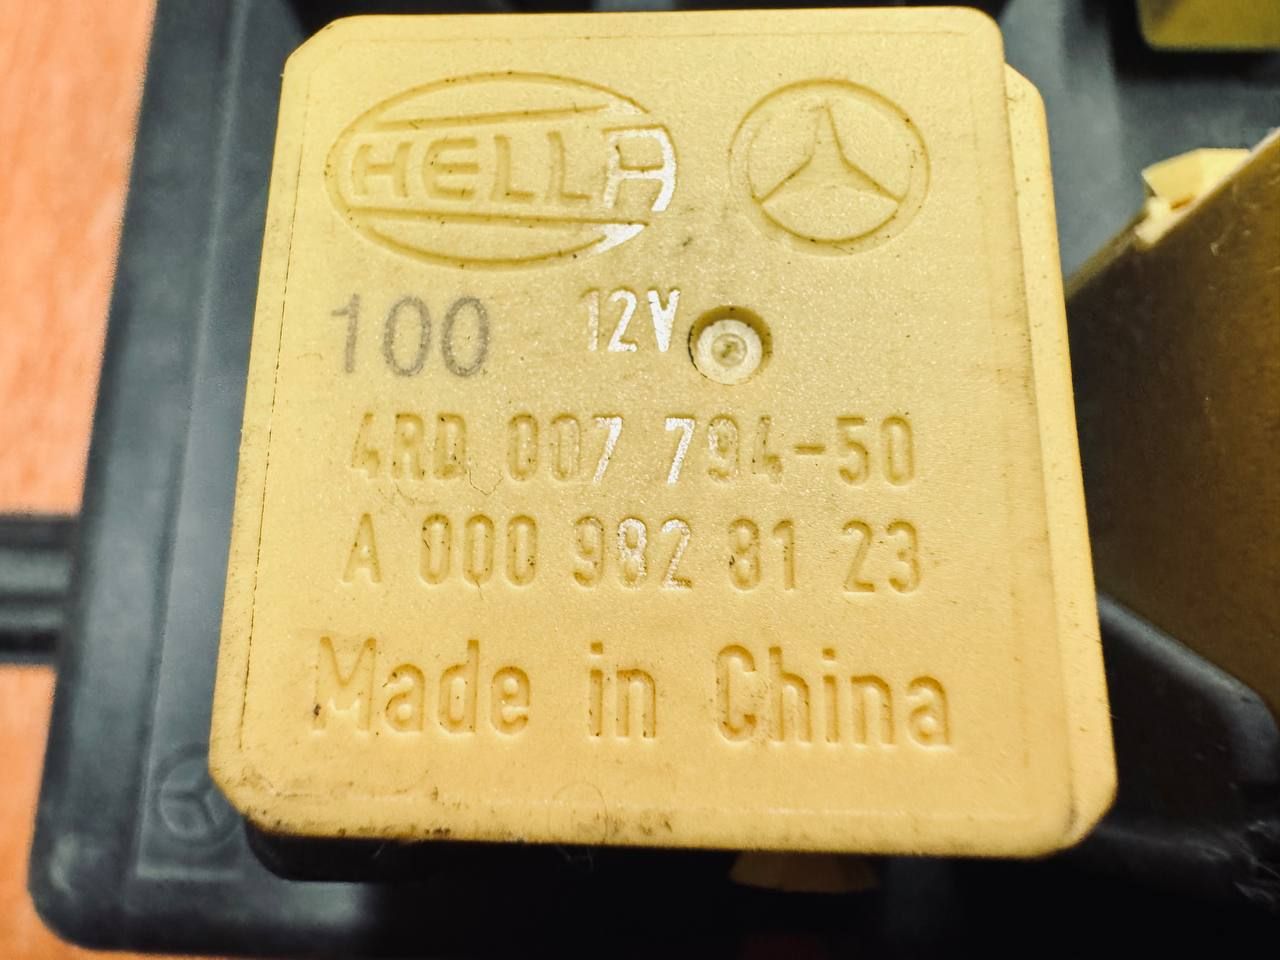 HELLA
100 12V
4RD 007 794-50
A 000 982 81 23
Made in China